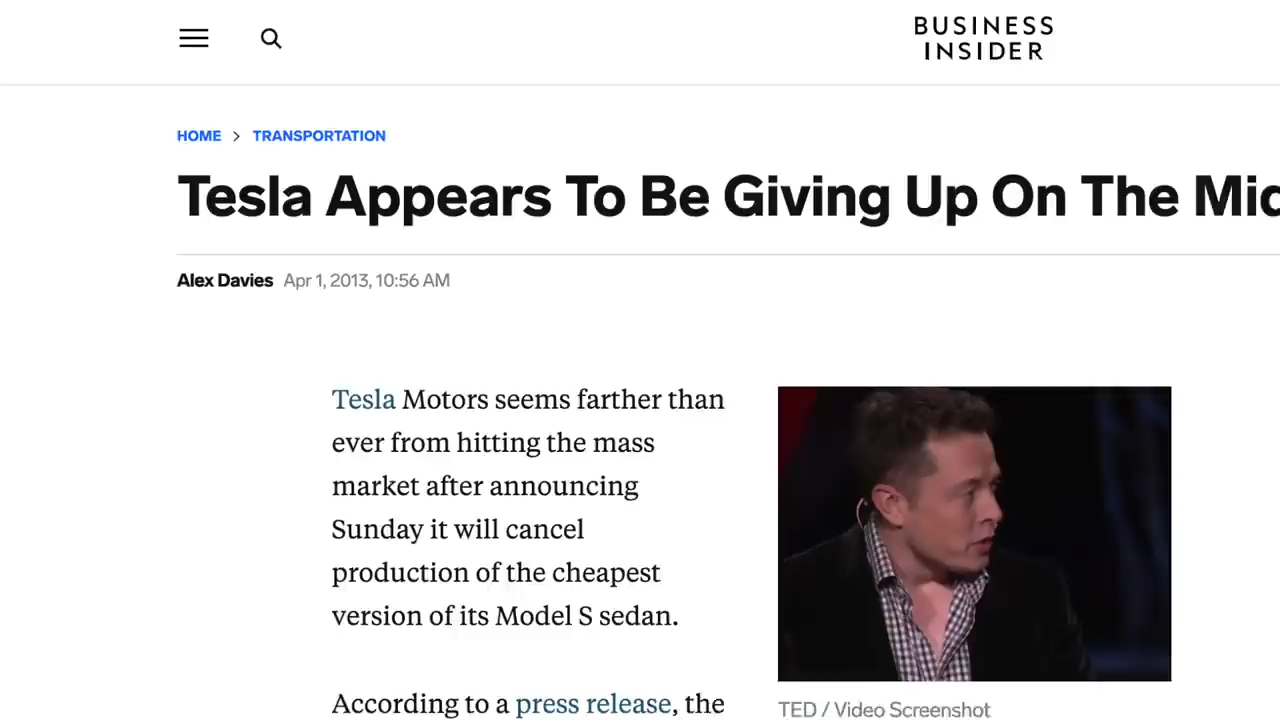 BUSINESS
INSIDER
HOME > TRANSPORTATION
Tesla Appears To Be Giving Up On The Mid
Alex Davies Apr 1, 2013, 10:56 AM
Tesla Motors seems farther than
ever from hitting the mass
market after announcing
Sunday it will cancel
production of the cheapest
version of its Model S sedan.
According to a press release, the
TED / Video Screenshot